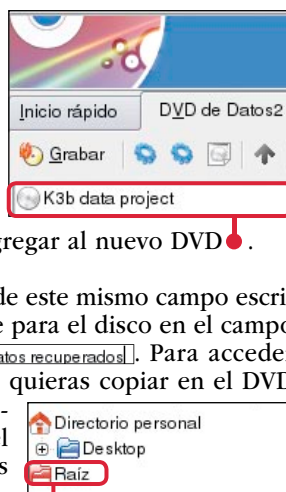 Inicio rápido DVD de Datos2
Grabar
K3b data project
gregar al nuevo DVD .
de este mismo campo escri
e para el disco en el campo
atos recuperados . Para acceder
quieras copiar en el DVD
Directorio personal
Desktop
el
s Raíz